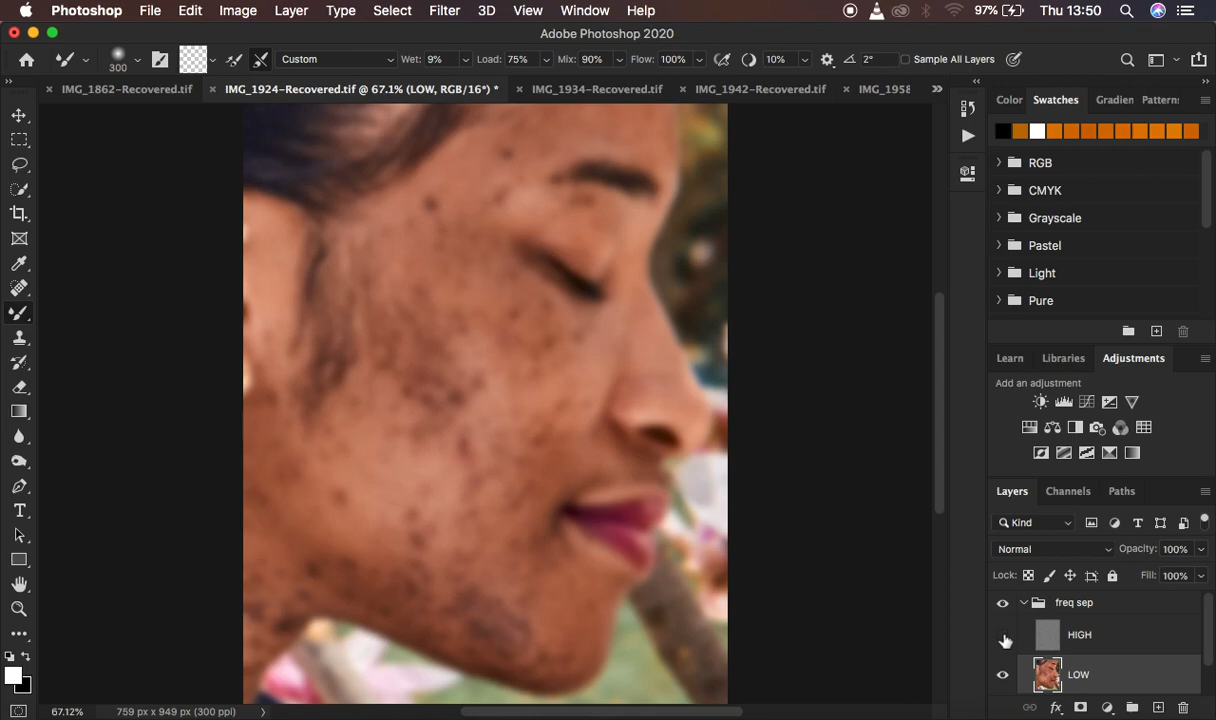 Photoshop File Edit Image Layer Type Select Filter 3D View Window Help 97% Thu 13:50
Adobe Photoshop 2020
300 Custom Wet: 9% Load: 75% Mix: 90% Flow: 100% 10% 2° Sample All Layers
IMG_1862-Recovered.tif IMG_1924-Recovered.tif @ 67.1% (LOW, RGB/16*) * IMG_1934-Recovered.tif IMG_1942-Recovered.tif IMG_1958
Color Swatches Gradien Pattern:
RGB
CMYK
Grayscale
Pastel
Light
Pure
Learn Libraries Adjustments
Add an adjustment
Layers Channels Paths
Kind
Normal Opacity: 100%
Lock: Fill: 100%
freq sep
HIGH
LOW
67.12% 759 px x 949 px (300 ppi)